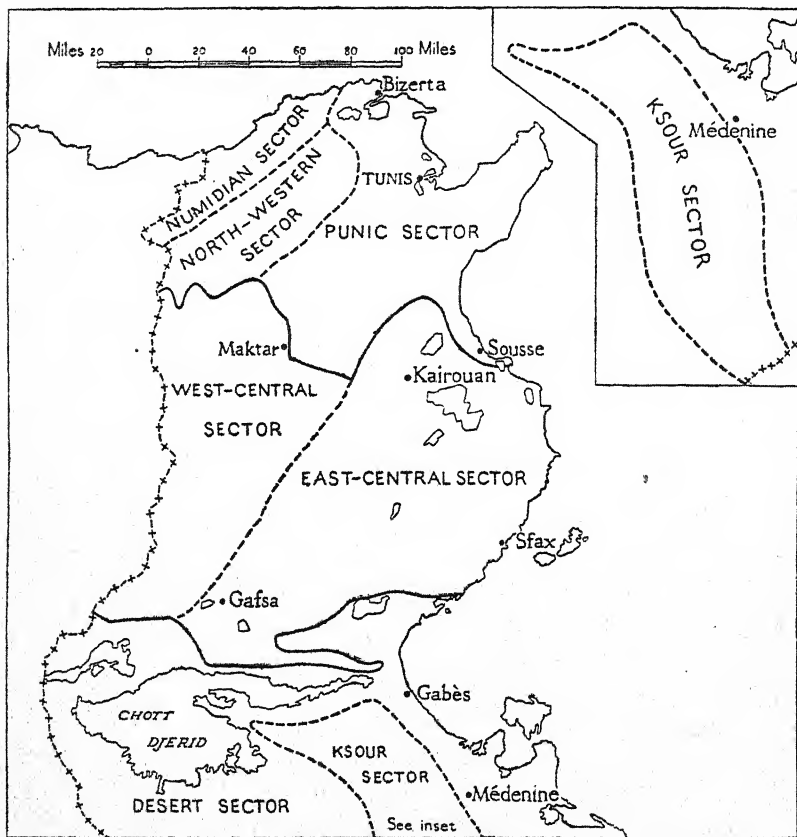 Miles 20 0 20 40 60 80 100 Miles
Bizerta
NUMIDIAN SECTOR
NORTH-WESTERN
SECTOR
TUNIS
PUNIC SECTOR
KSOUR SECTOR
Médenine
Maktar
Sousse
Kairouan
WEST-CENTRAL
SECTOR
EAST-CENTRAL SECTOR
Sfax
Gafsa
Gabès
CHOTT
DJERID
KSOUR
SECTOR
Médenine
DESERT SECTOR
See inset